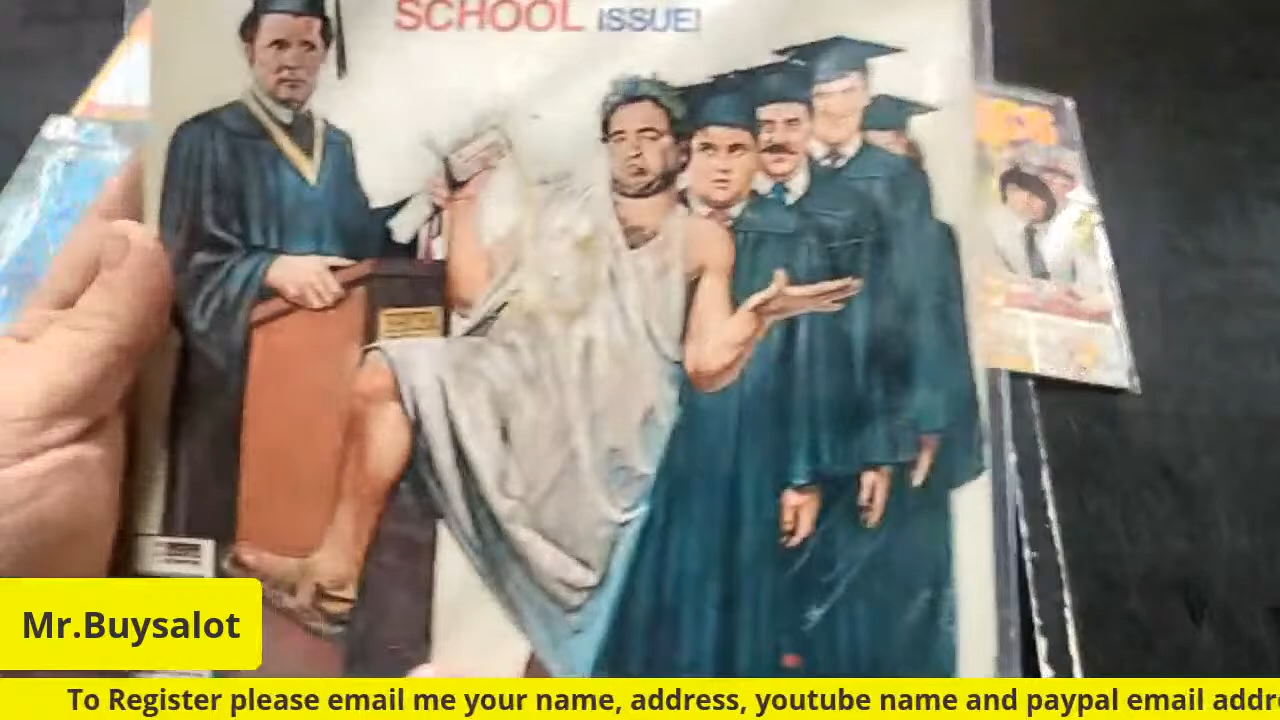 SCHOOL ISSUE!
Mr.Buysalot
To Register please email me your name, address, youtube name and paypal email addr